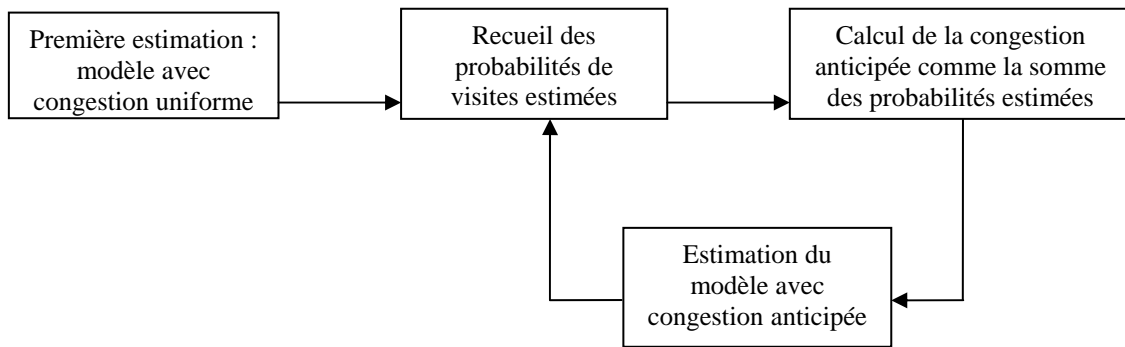 Première estimation :
modèle avec
congestion uniforme
Recueil des
probabilités de
visites estimées
Calcul de la congestion
anticipée comme la somme
des probabilités estimées
Estimation du
modèle avec
congestion anticipée